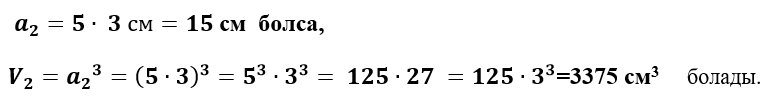 a₂ = 5 · 3 см = 15 см болса,
V₂ = a₂³ = (5 · 3)³ = 5³ · 3³ = 125 · 27 = 125 · 3³=3375 см³ болады.